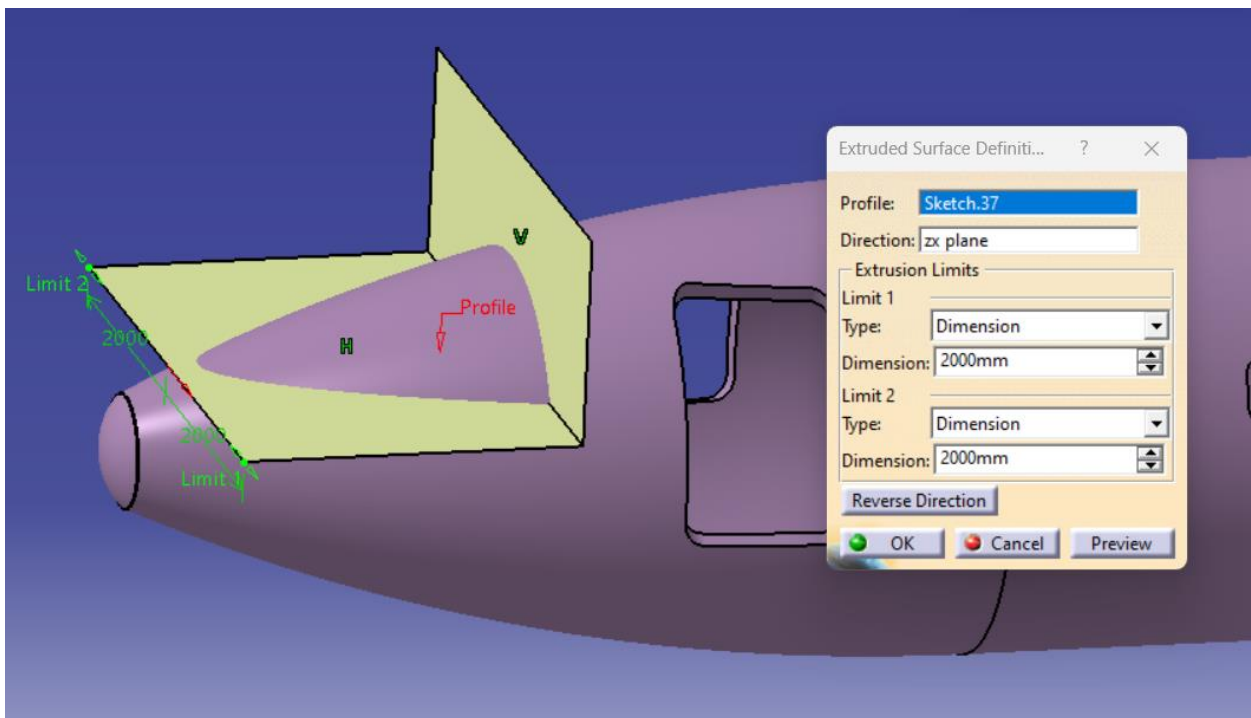 Extruded Surface Definiti... ?
Profile: Sketch.37
Direction: zx plane
Extrusion Limits
Limit 1
Type: Dimension
Dimension: 2000mm
Limit 2
Type: Dimension
Dimension: 2000mm
Reverse Direction
OK Cancel Preview
V
Limit 2
Profile
2000
H
2000
Limit 1